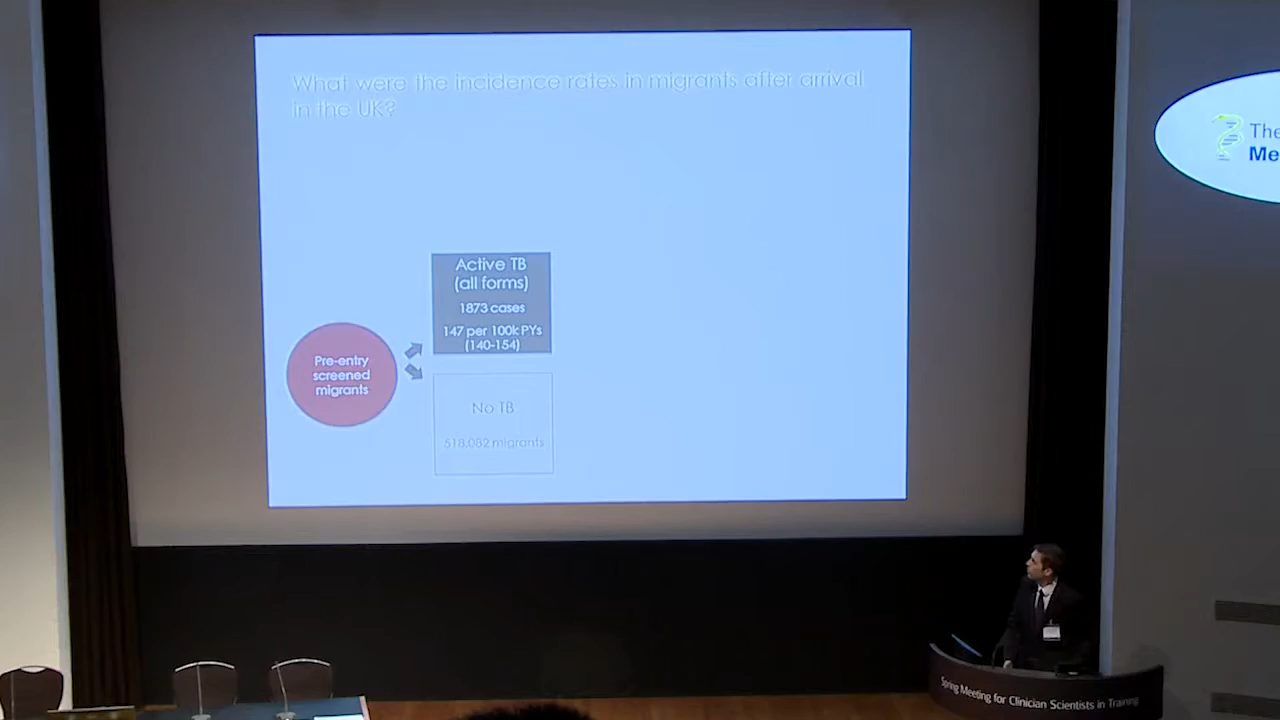 What were the incidence rates in migrants after arrival
in the UK?
Active TB
(all forms)
1873 cases
147 per 100k PYs
(140-154)
Pre-entry
screened
migrants
No TB
518,082 migrants
The
Me
Spring Meeting for Clinician Scientists in Training